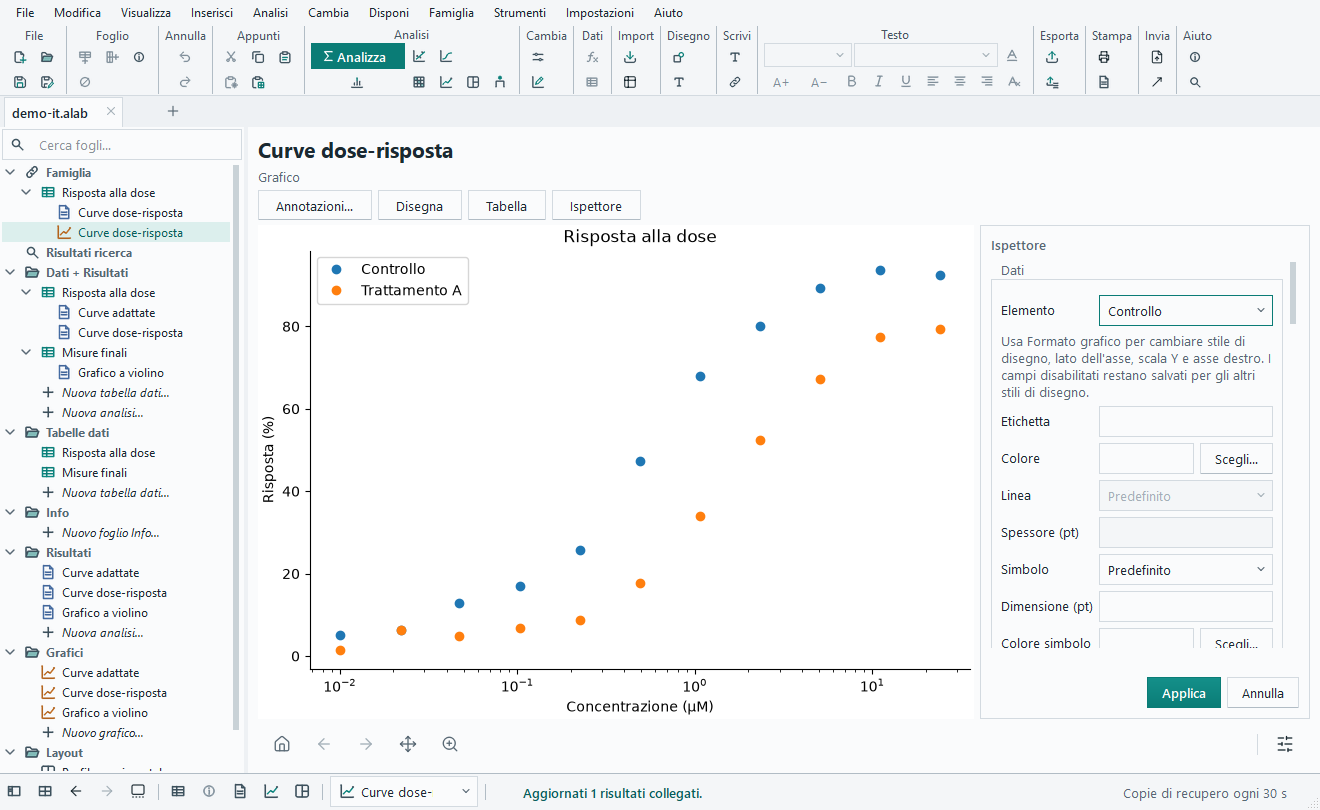 File Modifica Visualizza Inserisci Analisi Cambia Disponi Famiglia Strumenti Impostazioni Aiuto
File Foglio Annulla Appunti Analisi Cambia Dati Import Disegno Scrivi Testo Esporta Stampa Invia Aiuto
Σ Analizza
A+ A− B I U
demo-it.alab
Cerca fogli...
Famiglia
Risposta alla dose
Curve dose-risposta
Curve dose-risposta
Risultati ricerca
Dati + Risultati
Risposta alla dose
Curve adattate
Curve dose-risposta
Misure finali
Grafico a violino
Nuova tabella dati...
Nuova analisi...
Tabelle dati
Risposta alla dose
Misure finali
Nuova tabella dati...
Info
Nuovo foglio Info...
Risultati
Curve adattate
Curve dose-risposta
Grafico a violino
Nuova analisi...
Grafici
Curve adattate
Curve dose-risposta
Grafico a violino
Nuovo grafico...
Layout
Curve dose-risposta
Grafico
Annotazioni... Disegna Tabella Ispettore
Risposta alla dose
Controllo
Trattamento A
Risposta (%)
80
60
40
20
0
10⁻² 10⁻¹ 10⁰ 10¹
Concentrazione (µM)
Ispettore
Dati
Elemento Controllo
Usa Formato grafico per cambiare stile di
disegno, lato dell'asse, scala Y e asse destro. I
campi disabilitati restano salvati per gli altri
stili di disegno.
Etichetta
Colore Scegli...
Linea Predefinito
Spessore (pt)
Simbolo Predefinito
Dimensione (pt)
Colore simbolo Scegli...
Applica Annulla
Curve dose-
Aggiornati 1 risultati collegati.
Copie di recupero ogni 30 s